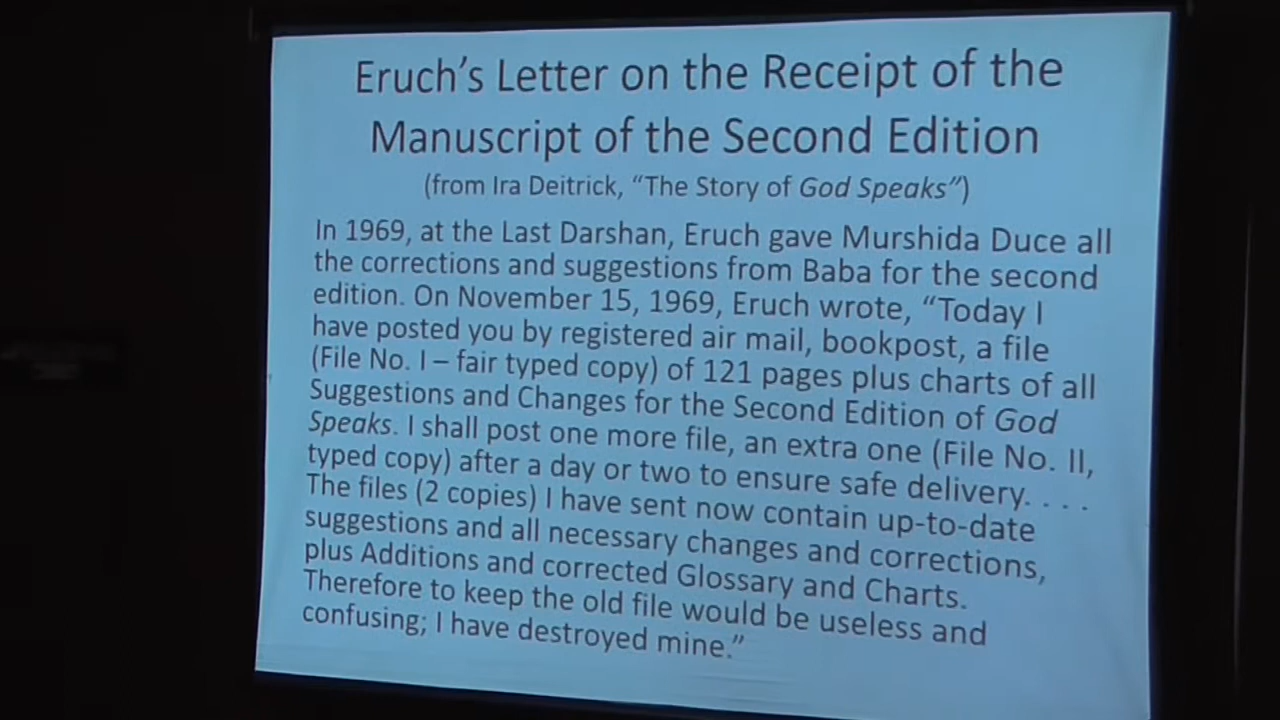 Eruch’s Letter on the Receipt of the
Manuscript of the Second Edition
(from Ira Deitrick, “The Story of God Speaks”)
In 1969, at the Last Darshan, Eruch gave Murshida Duce all
the corrections and suggestions from Baba for the second
edition. On November 15, 1969, Eruch wrote, “Today I
have posted you by registered air mail, bookpost, a file
(File No. I – fair typed copy) of 121 pages plus charts of all
Suggestions and Changes for the Second Edition of God
Speaks. I shall post one more file, an extra one (File No. II,
typed copy) after a day or two to ensure safe delivery. . . .
The files (2 copies) I have sent now contain up-to-date
suggestions and all necessary changes and corrections,
plus Additions and corrected Glossary and Charts.
Therefore to keep the old file would be useless and
confusing; I have destroyed mine.”